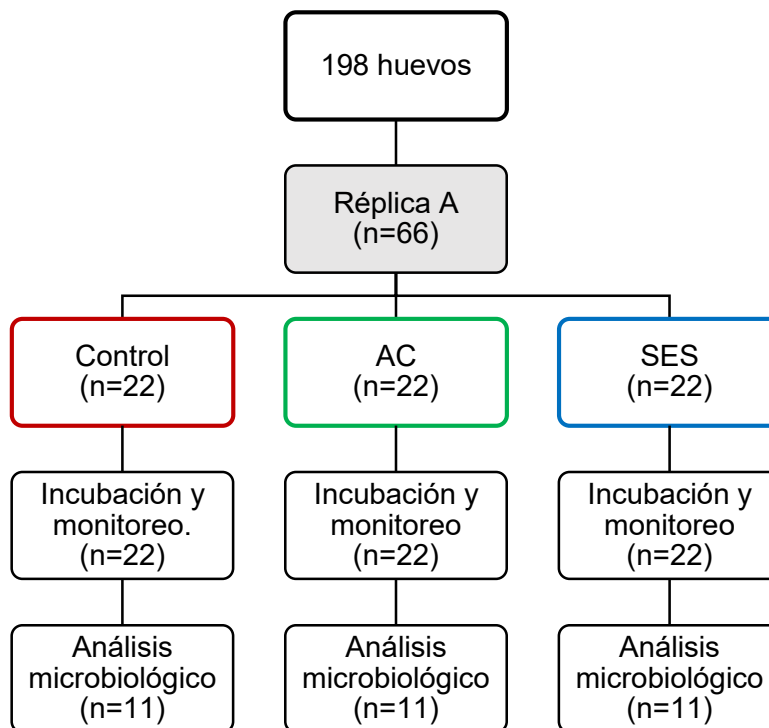 198 huevos
Réplica A
(n=66)
Control
(n=22)
AC
(n=22)
SES
(n=22)
Incubación y
monitoreo.
(n=22)
Incubación y
monitoreo
(n=22)
Incubación y
monitoreo
(n=22)
Análisis
microbiológico
(n=11)
Análisis
microbiológico
(n=11)
Análisis
microbiológico
(n=11)